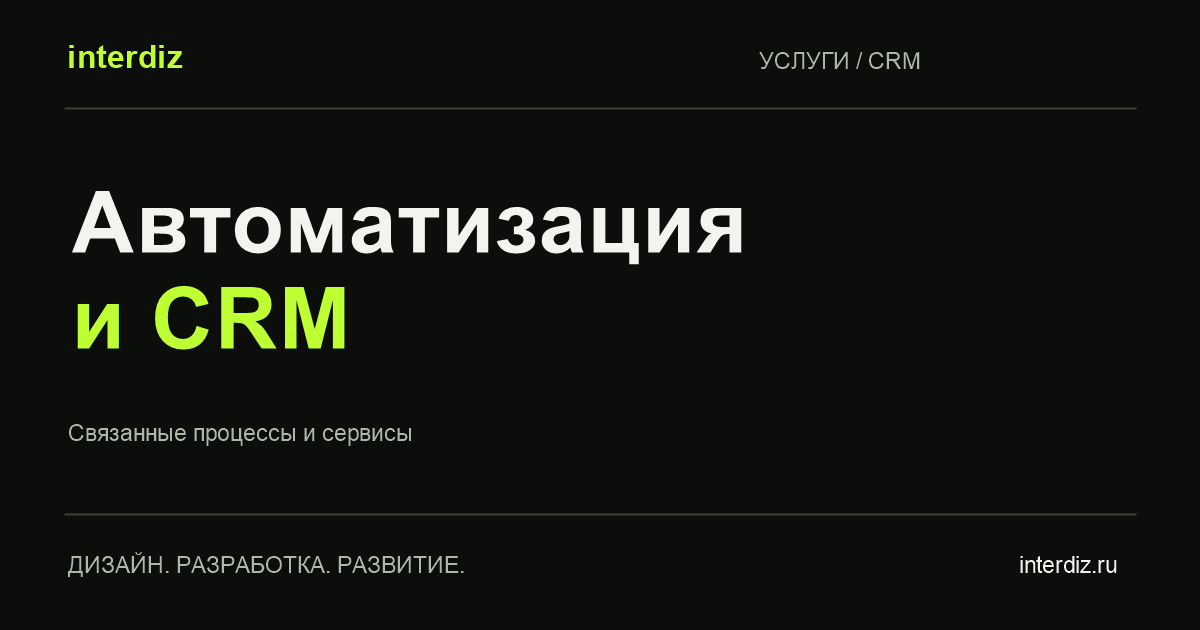 interdiz
УСЛУГИ / CRM
Автоматизация
и CRM
Связанные процессы и сервисы
ДИЗАЙН. РАЗРАБОТКА. РАЗВИТИЕ.
interdiz.ru